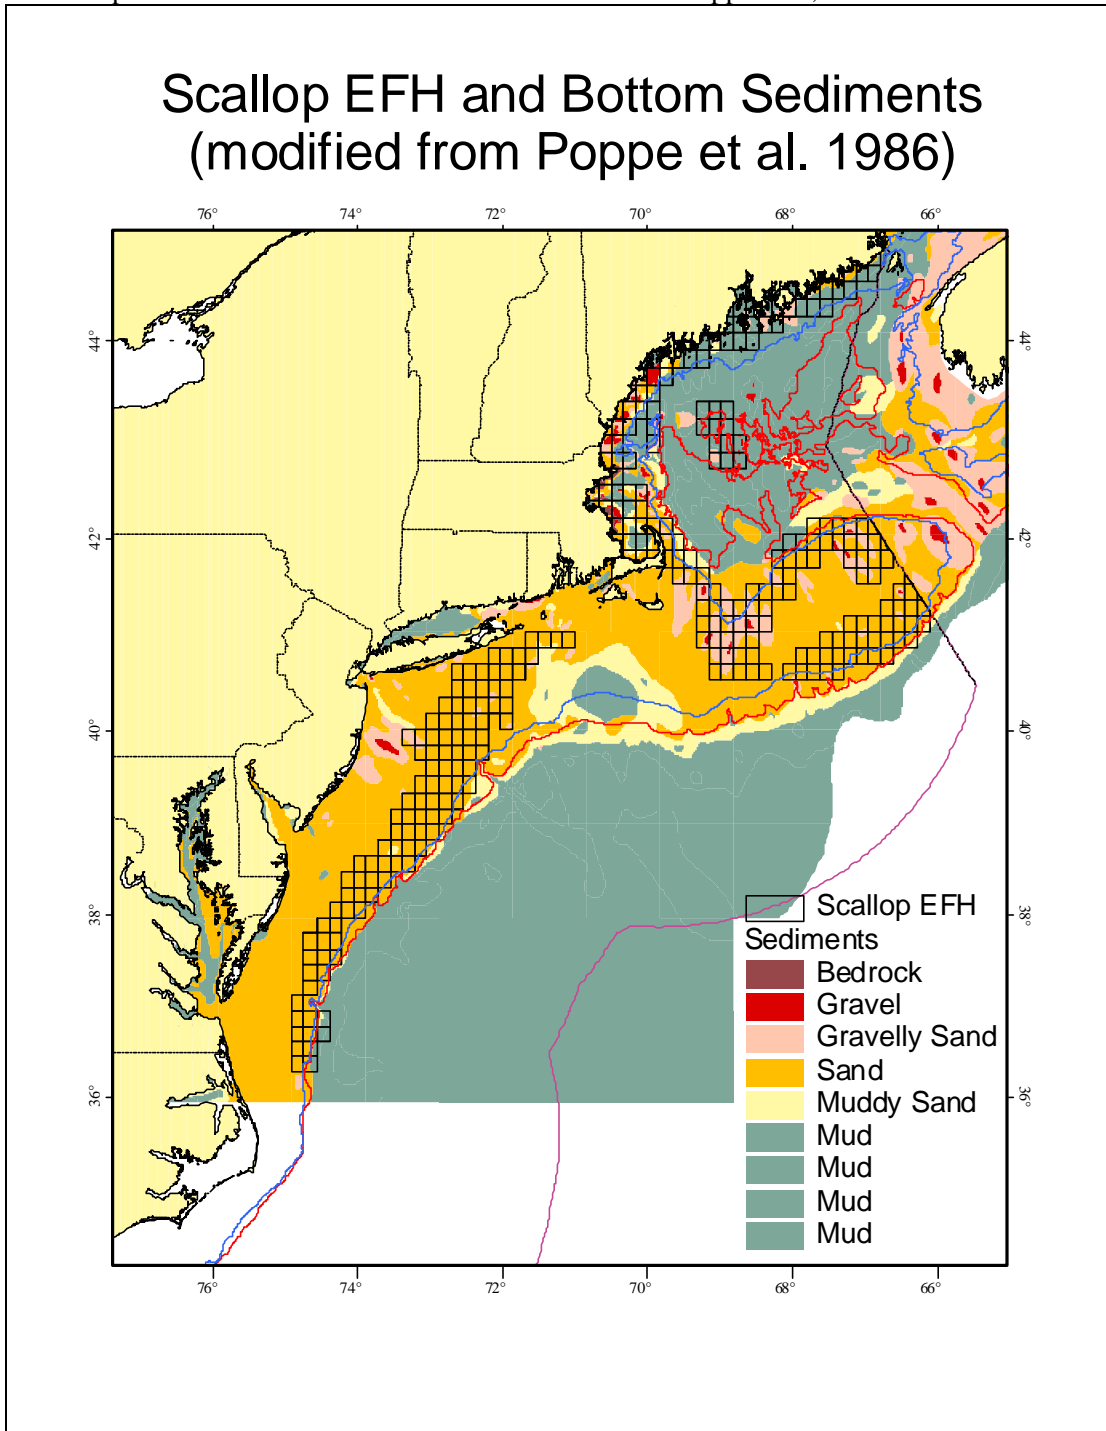 Scallop EFH and Bottom Sediments
(modified from Poppe et al. 1986)
76° 74° 72° 70° 68° 66°
44° 44°
42° 42°
40° 40°
38° 38°
36° 36°
Scallop EFH
Sediments
Bedrock
Gravel
Gravelly Sand
Sand
Muddy Sand
Mud
Mud
Mud
Mud
76° 74° 72° 70° 68° 66°